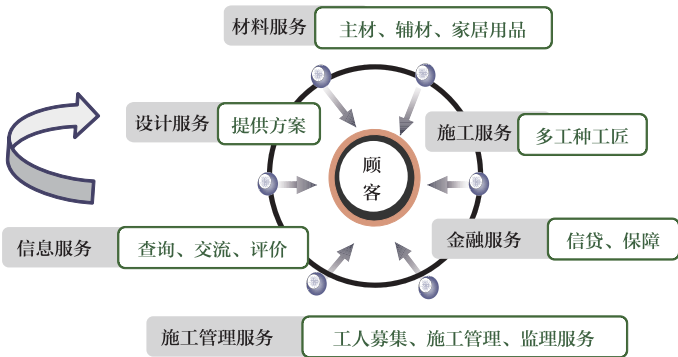 材料服务 主材、辅材、家居用品
设计服务 提供方案
施工服务 多工种工匠
顾
客
信息服务 查询、交流、评价
金融服务 信贷、保障
施工管理服务 工人募集、施工管理、监理服务